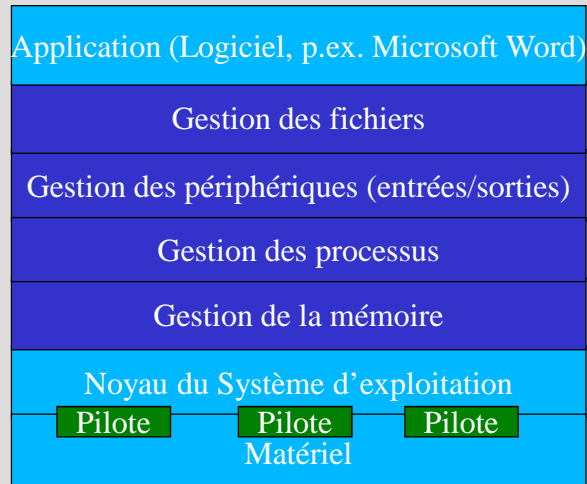 Application (Logiciel, p.ex. Microsoft Word)
Gestion des fichiers
Gestion des périphériques (entrées/sorties)
Gestion des processus
Gestion de la mémoire
Noyau du Système d’exploitation
Pilote Pilote Pilote
Matériel